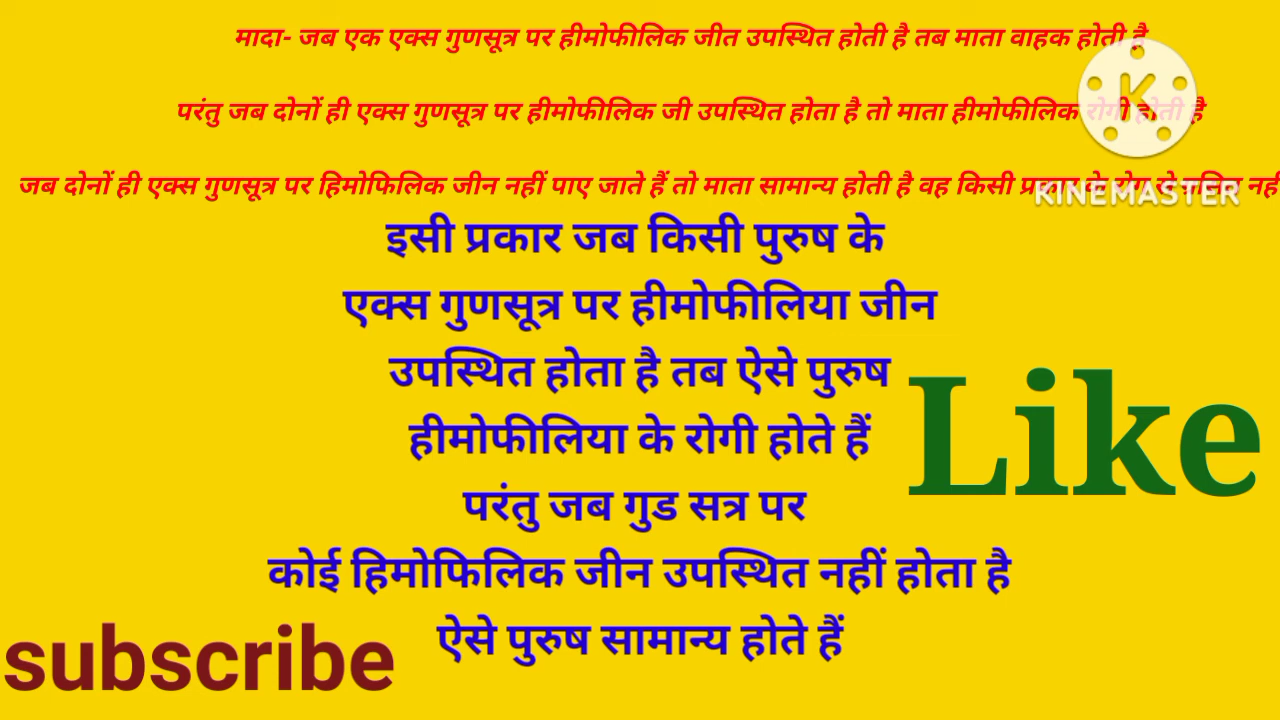 मादा- जब एक एक्स गुणसूत्र पर हीमोफीलिक जीत उपस्थित होती है तब माता वाहक होती है
परंतु जब दोनों ही एक्स गुणसूत्र पर हीमोफीलिक जी उपस्थित होता है तो माता हीमोफीलिक रोगी होती है
जब दोनों ही एक्स गुणसूत्र पर हिमोफिलिक जीन नहीं पाए जाते हैं तो माता सामान्य होती है वह किसी प्रकार के रोग से
KINEMASTER
इसी प्रकार जब किसी पुरुष के
एक्स गुणसूत्र पर हीमोफीलिया जीन
उपस्थित होता है तब ऐसे पुरुष
हीमोफीलिया के रोगी होते हैं
Like
परंतु जब गुड सत्र पर
कोई हिमोफिलिक जीन उपस्थित नहीं होता है
ऐसे पुरुष सामान्य होते हैं
subscribe